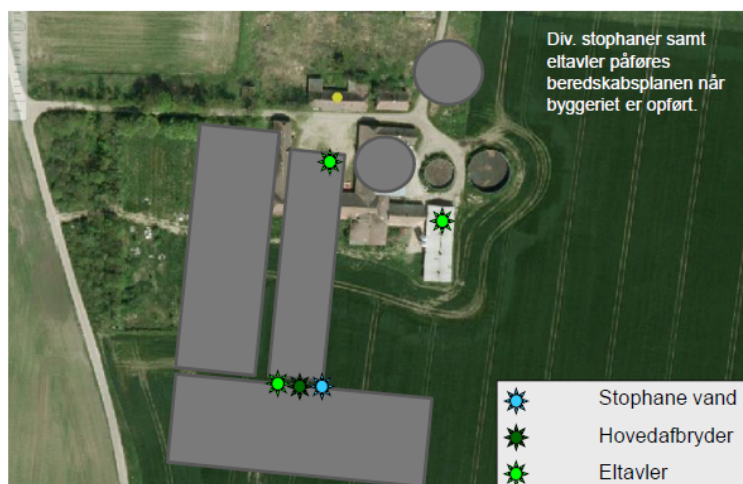 Div. stophaner samt
eltavler påføres
beredskabsplanen når
byggeriet er opført.
Stophane vand
Hovedafbryder
Eltavler